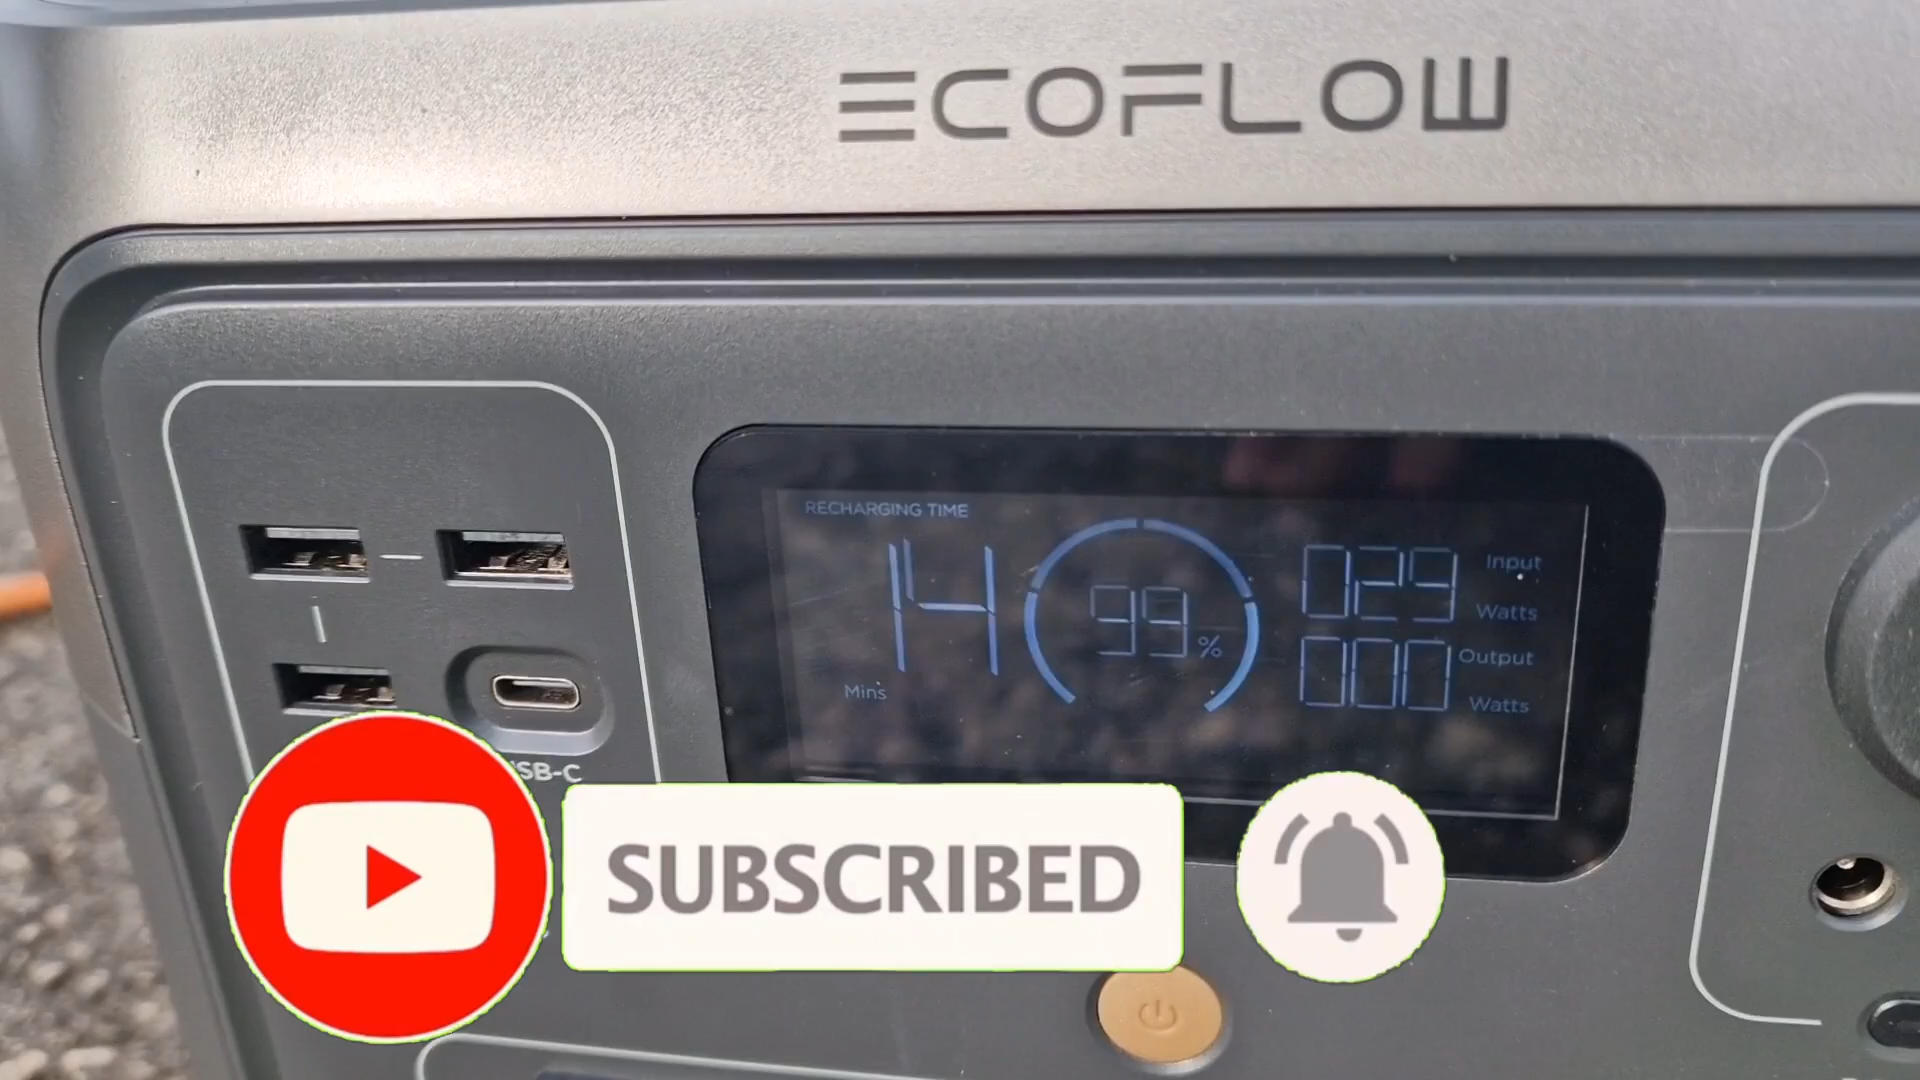 ECOFLOW
RECHARGING TIME
14
Mins
99%
029 Input
Watts
000 Output
Watts
USB-C
SUBSCRIBED